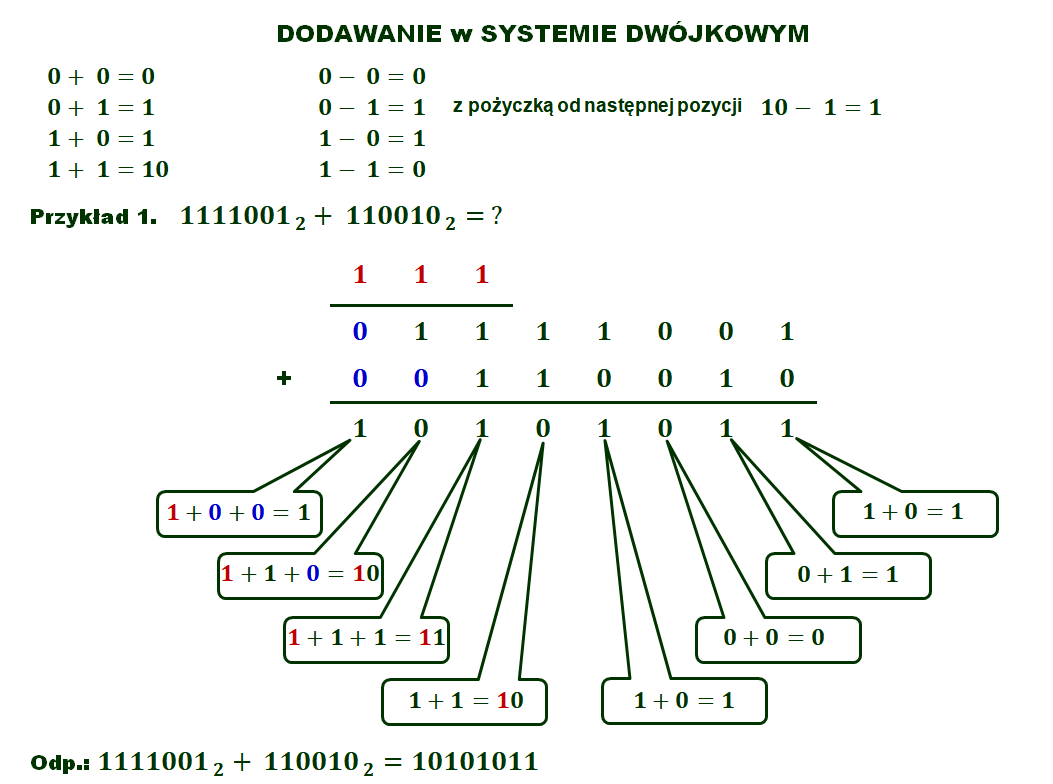 DODAWANIE w SYSTEMIE DWÓJKOWYM
0 + 0 = 0 0 − 0 = 0
0 + 1 = 1 0 − 1 = 1 z pożyczką od następnej pozycji 10 − 1 = 1
1 + 0 = 1 1 − 0 = 1
1 + 1 = 10 1 − 1 = 0
Przykład 1. 1111001₂ + 110010₂ = ?
1 1 1
0 1 1 1 1 0 0 1
+ 0 0 1 1 0 0 1 0
1 0 1 0 1 0 1 1
1 + 0 + 0 = 1 1 + 0 = 1
1 + 1 + 0 = 10 0 + 1 = 1
1 + 1 + 1 = 11 0 + 0 = 0
1 + 1 = 10 1 + 0 = 1
Odp.: 1111001₂ + 110010₂ = 10101011